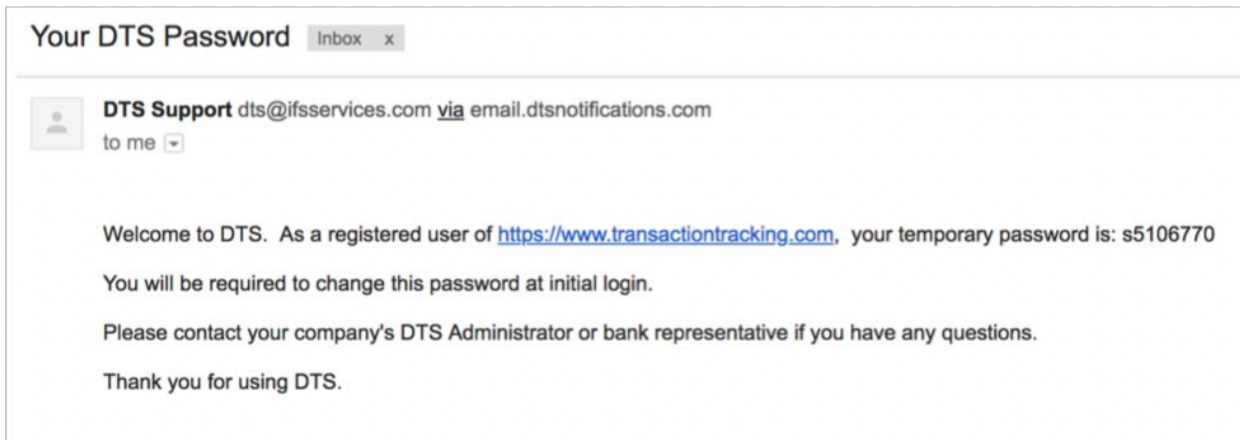 Your DTS Password Inbox x
DTS Support dts@ifsservices.com via email.dtsnotifications.com
to me
Welcome to DTS. As a registered user of https://www.transactiontracking.com, your temporary password is: s5106770
You will be required to change this password at initial login.
Please contact your company's DTS Administrator or bank representative if you have any questions.
Thank you for using DTS.